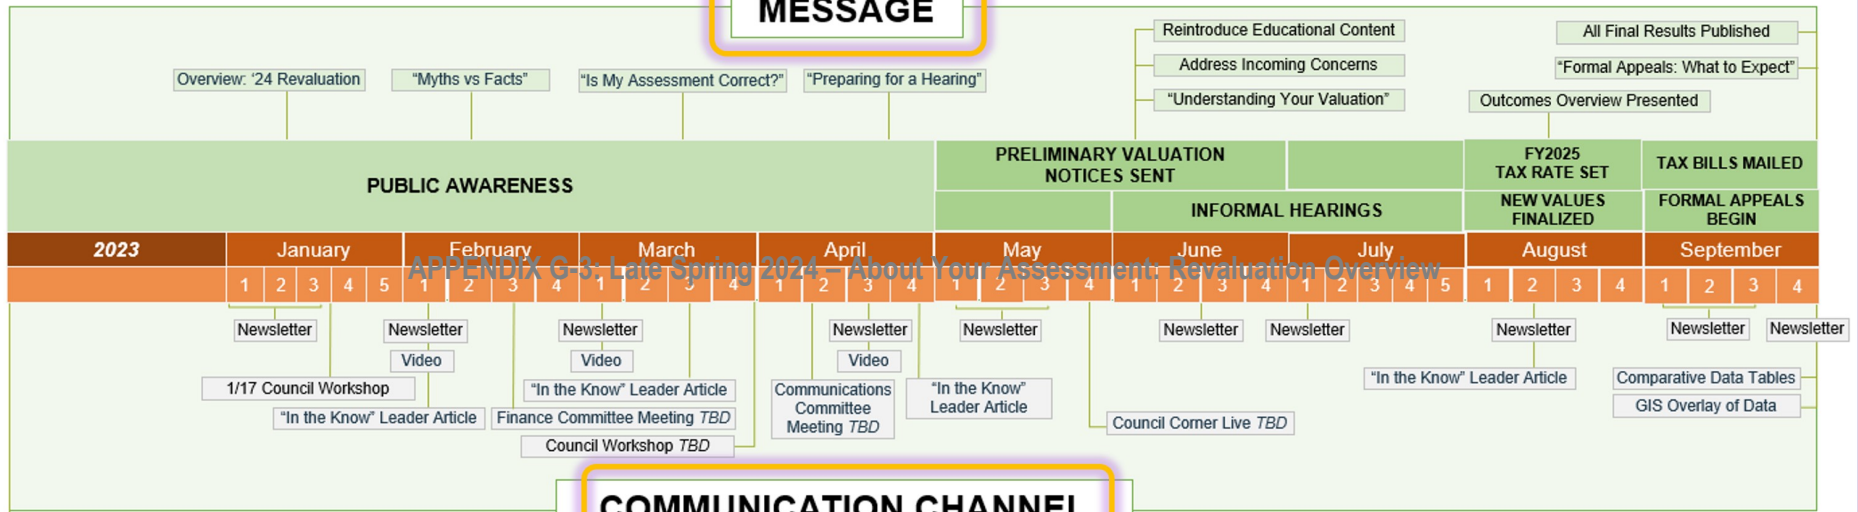 MESSAGE
Reintroduce Educational Content
All Final Results Published
Address Incoming Concerns
“Formal Appeals: What to Expect”
Overview: ‘24 Revaluation
“Myths vs Facts”
“Is My Assessment Correct?”
“Preparing for a Hearing”
“Understanding Your Valuation”
Outcomes Overview Presented
PUBLIC AWARENESS
PRELIMINARY VALUATION
NOTICES SENT
FY2025
TAX RATE SET
TAX BILLS MAILED
INFORMAL HEARINGS
NEW VALUES
FINALIZED
FORMAL APPEALS
BEGIN
2023 January February March April May June July August September
APPENDIX G-3: Late Spring 2024 – About Your Assessment: Revaluation Overview
1 2 3 4 5 1 2 3 4 1 2 3 4 1 2 3 4 1 2 3 4 1 2 3 4 1 2 3 4 5 1 2 3 4 1 2 3 4
Newsletter
Newsletter
Newsletter
Newsletter
Newsletter
Newsletter
Newsletter
Newsletter
Newsletter
Newsletter
Video
Video
Video
1/17 Council Workshop
“In the Know” Leader Article
“In the Know”
Leader Article
“In the Know” Leader Article
Comparative Data Tables
“In the Know” Leader Article
Finance Committee Meeting TBD
Communications
Committee
Meeting TBD
Council Corner Live TBD
GIS Overlay of Data
Council Workshop TBD
COMMUNICATION CHANNEL